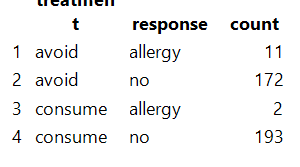 treatmen
t response count
1 avoid allergy 11
2 avoid no 172
3 consume allergy 2
4 consume no 193